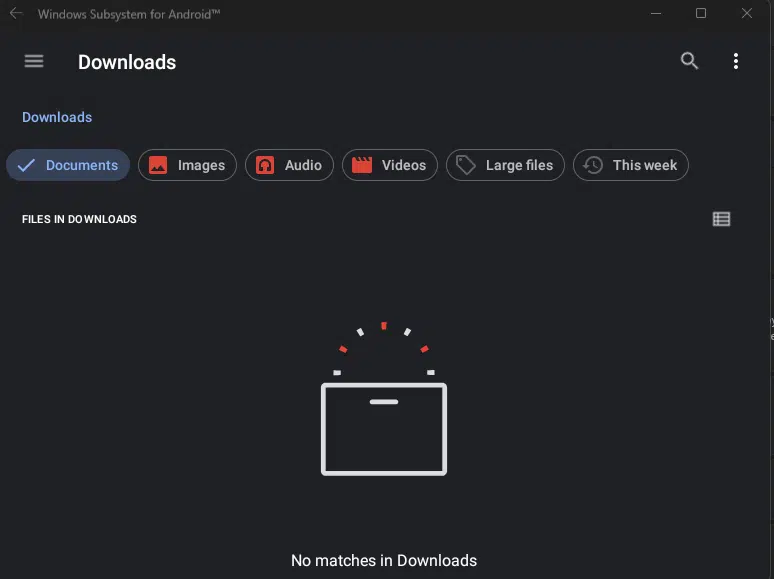 Windows Subsystem for Android™
Downloads
Downloads
Documents Images Audio Videos Large files This week
FILES IN DOWNLOADS
No matches in Downloads